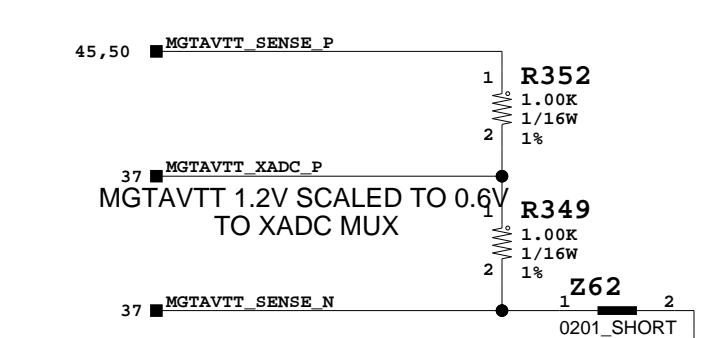 45,50 MGTAVTT_SENSE_P
1 R352
1.00K
1/16W
2 1%
37 MGTAVTT_XADC_P
MGTAVTT 1.2V SCALED TO 0.6V
TO XADC MUX
1 R349
1.00K
1/16W
2 1%
Z62
37 MGTAVTT_SENSE_N
1 2
0201_SHORT